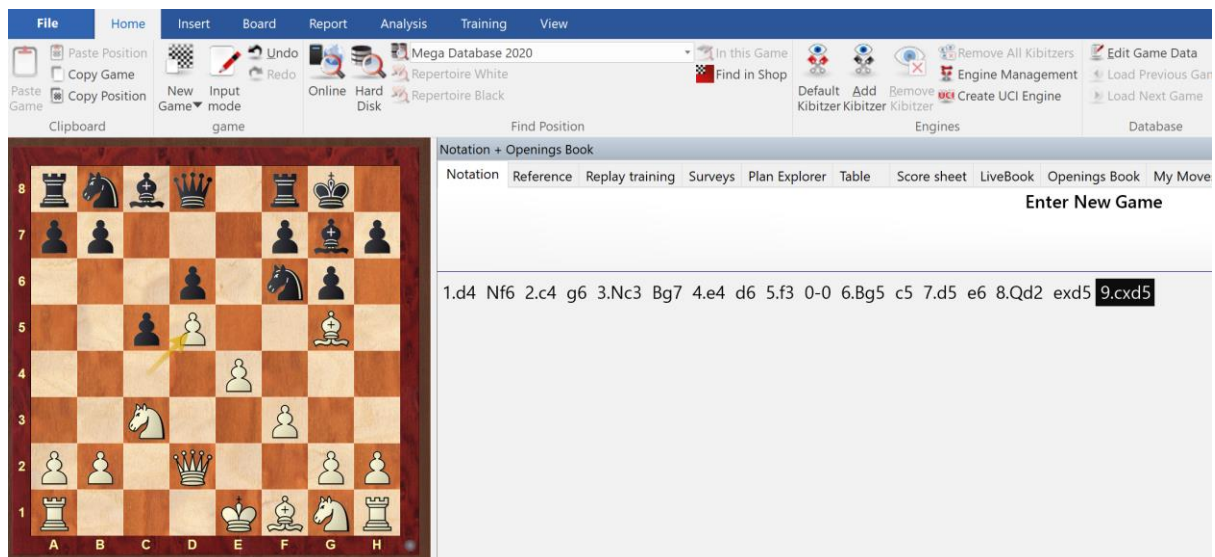 File Home Insert Board Report Analysis Training View
Paste Position Undo Mega Database 2020 In this Game Remove All Kibitzers Edit Game Data
Copy Game Redo Repertoire White Find in Shop Engine Management Load Previous Gam
Paste Game Copy Position New Game Input mode Online Hard Disk Repertoire Black Default Kibitzer Add Kibitzer Remove Kibitzer UCI Create UCI Engine Load Next Game
Clipboard game Find Position Engines Database
Notation + Openings Book
Notation Reference Replay training Surveys Plan Explorer Table Score sheet LiveBook Openings Book My Move
Enter New Game
1.d4 Nf6 2.c4 g6 3.Nc3 Bg7 4.e4 d6 5.f3 0-0 6.Bg5 c5 7.d5 e6 8.Qd2 exd5 9.cxd5
8
7
6
5
4
3
2
1
A B C D E F G H